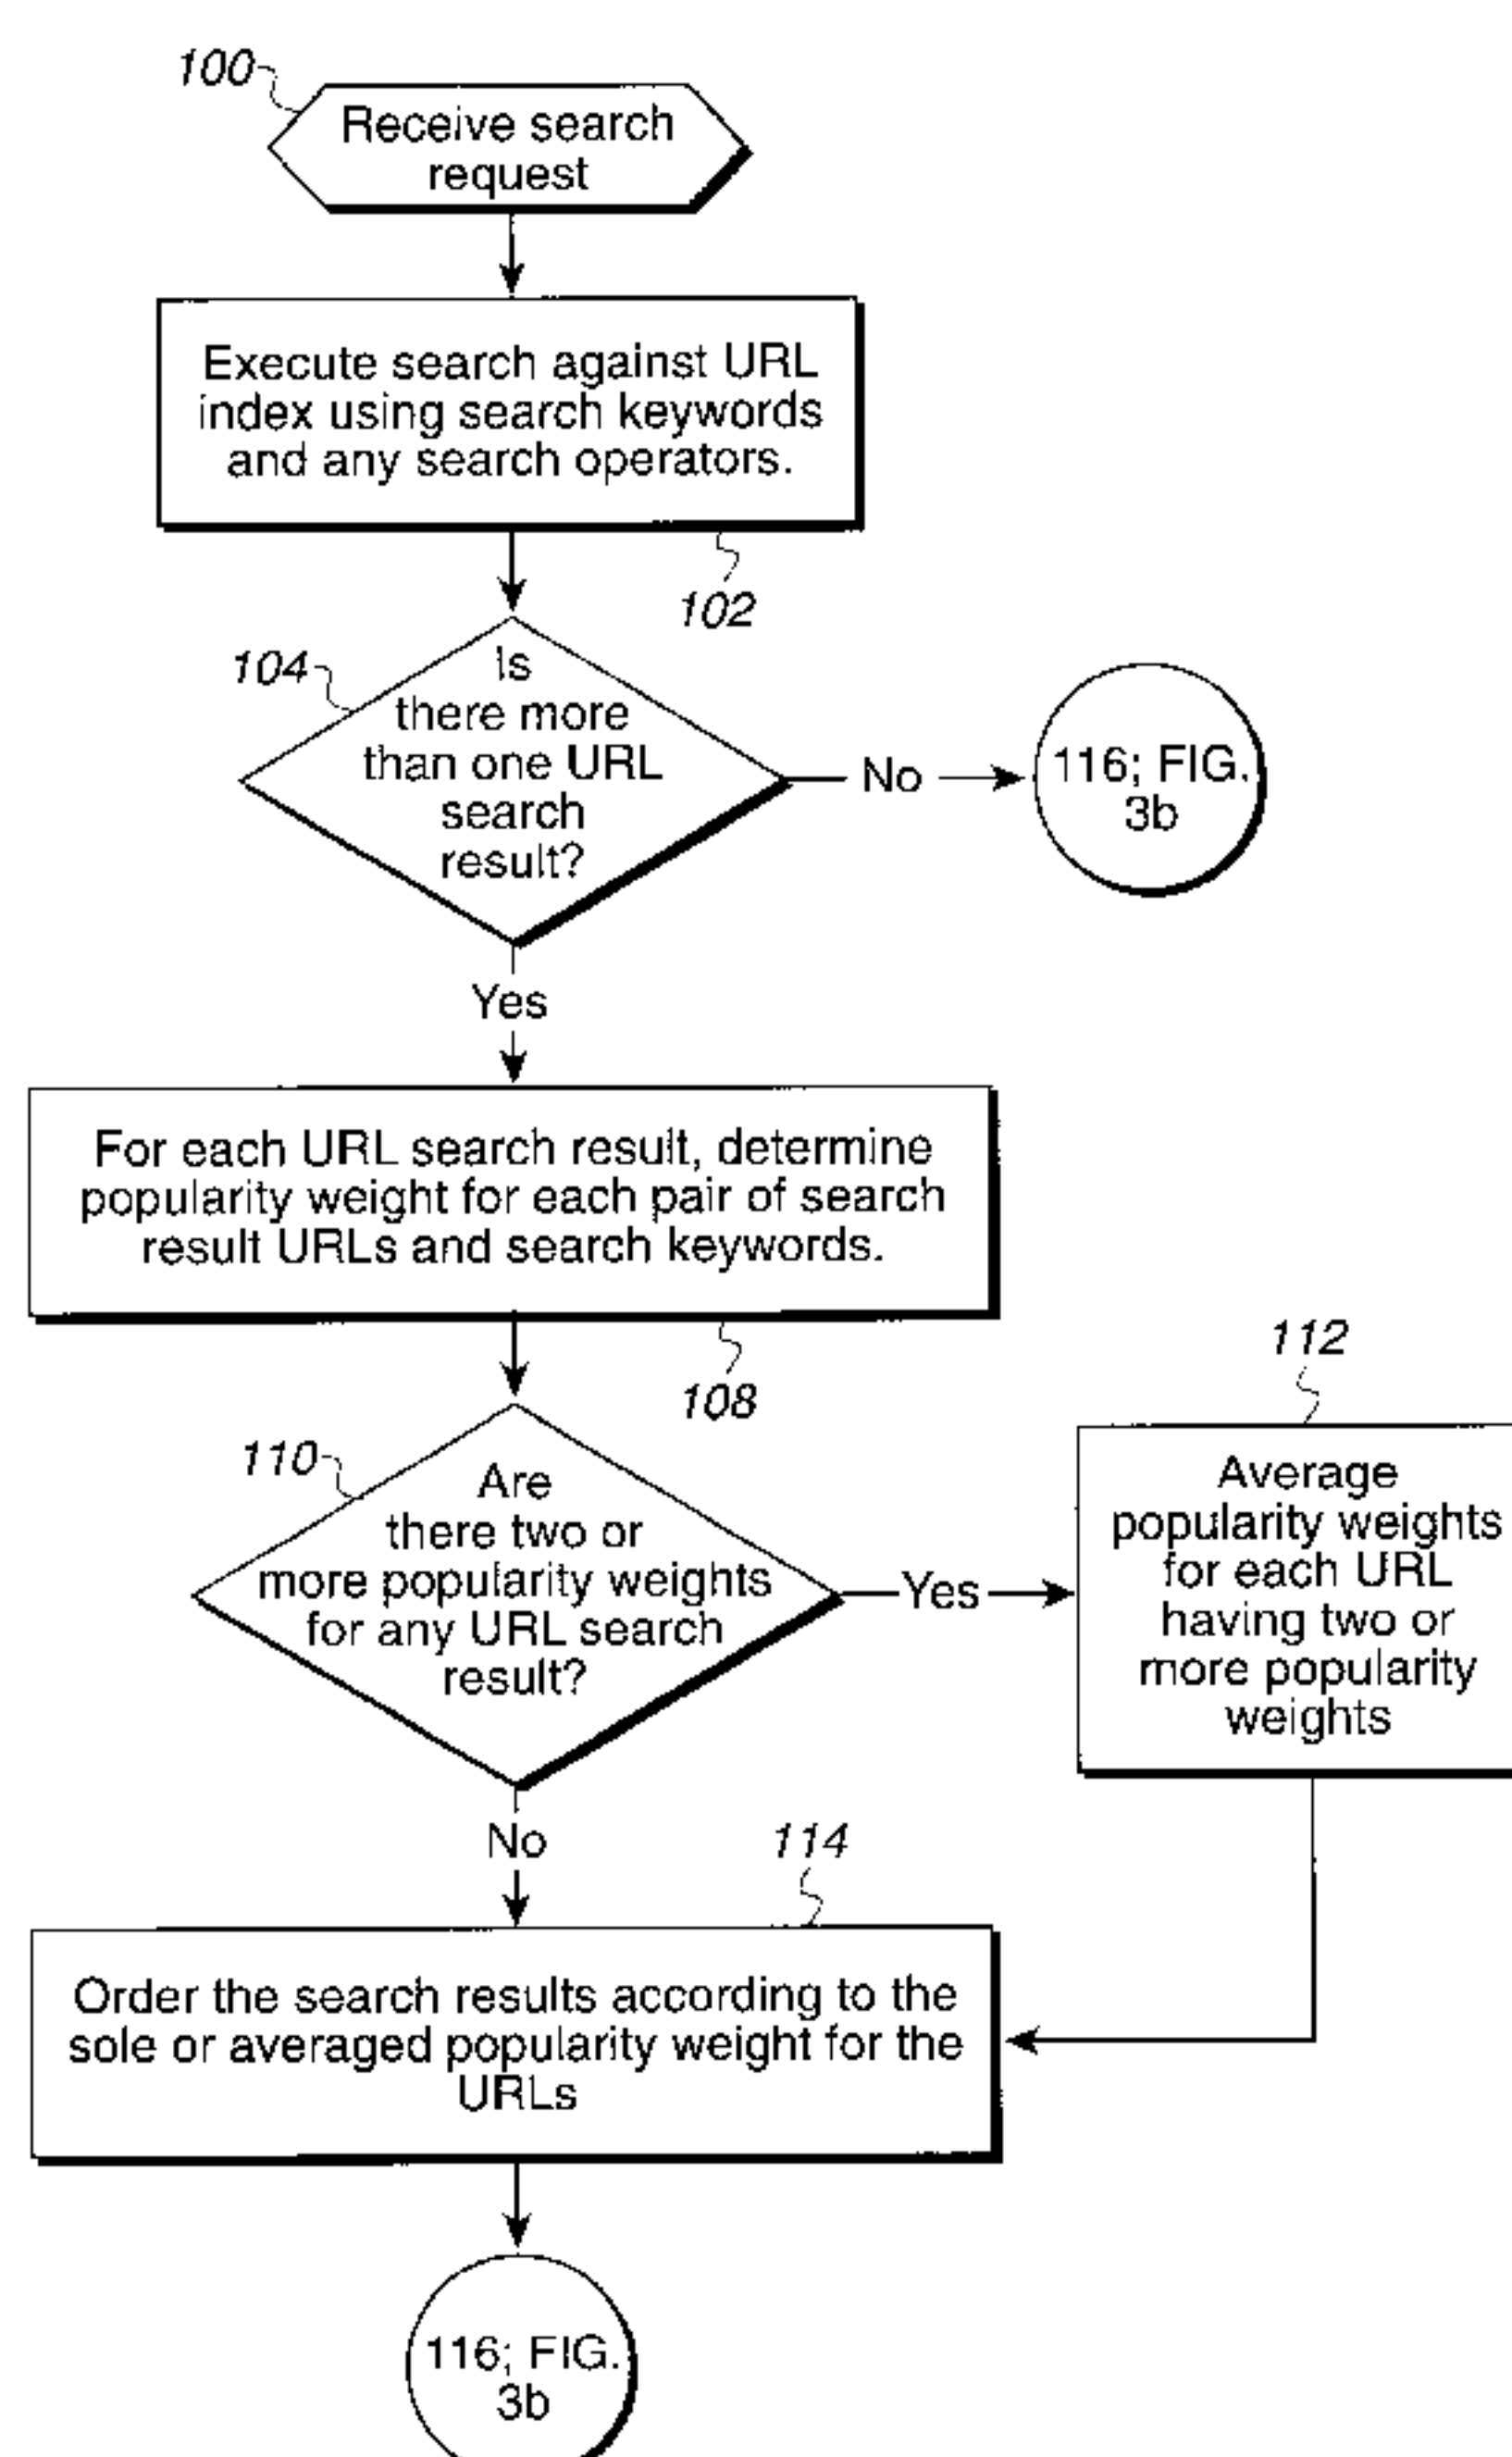 100
Receive search
request
Execute search against URL
index using search keywords
and any search operators.
102
104
Is
there more
than one URL
search
result?
No
116; FIG.
3b
Yes
For each URL search result, determine
popularity weight for each pair of search
result URLs and search keywords.
108
110
Are
there two or
more popularity weights
for any URL search
result?
Yes
112
Average
popularity weights
for each URL
having two or
more popularity
weights
No
114
Order the search results according to the
sole or averaged popularity weight for the
URLs
116; FIG.
3b